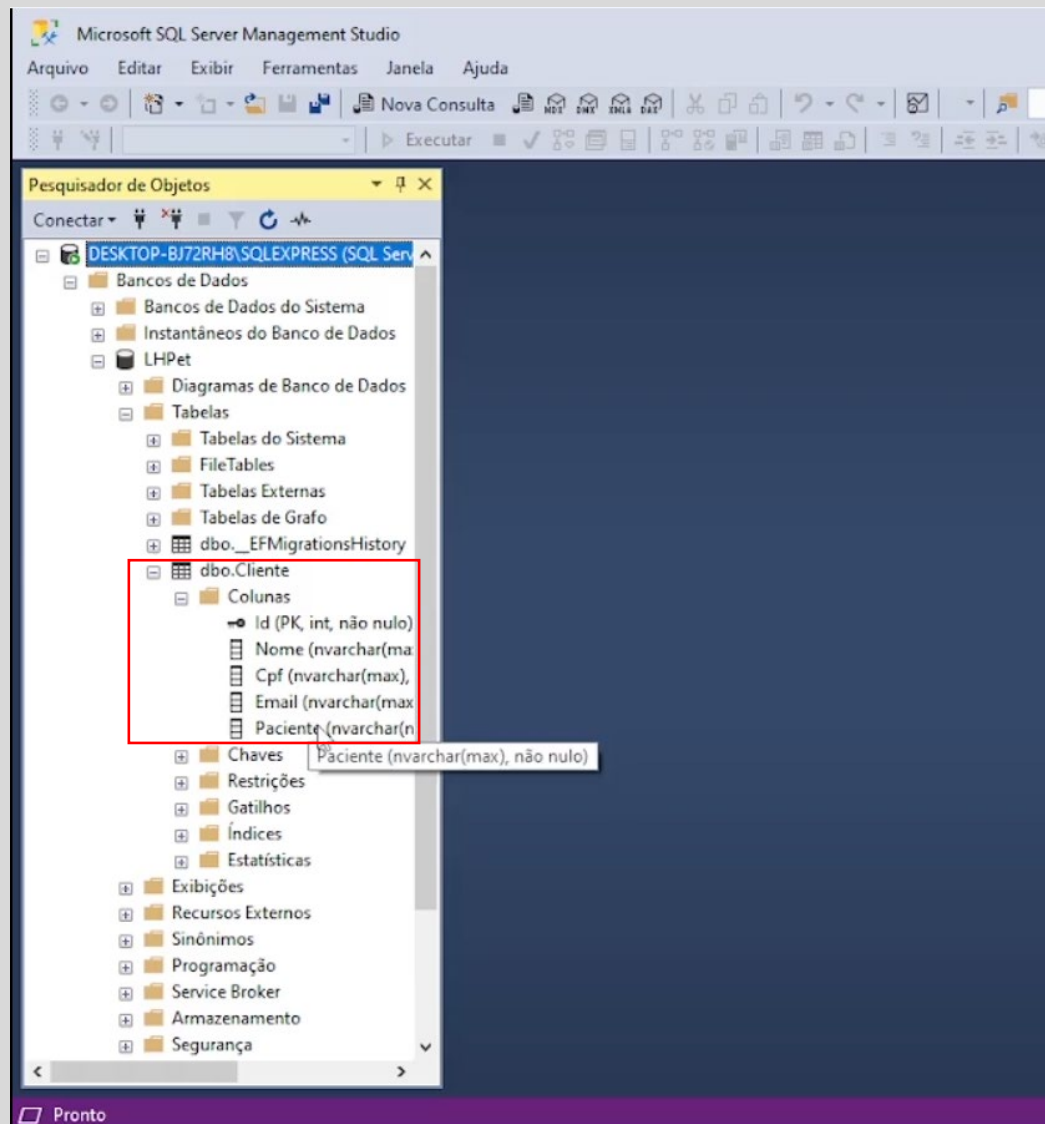 Microsoft SQL Server Management Studio
Arquivo Editar Exibir Ferramentas Janela Ajuda
Nova Consulta MDX DMX XMLA DAX
Executar
Pesquisador de Objetos
Conectar
DESKTOP-BJ72RH8\SQLEXPRESS (SQL Serv
Bancos de Dados
Bancos de Dados do Sistema
Instantâneos do Banco de Dados
LHPet
Diagramas de Banco de Dados
Tabelas
Tabelas do Sistema
FileTables
Tabelas Externas
Tabelas de Grafo
dbo.__EFMigrationsHistory
dbo.Cliente
Colunas
Id (PK, int, não nulo)
Nome (nvarchar(ma
Cpf (nvarchar(max),
Email (nvarchar(max
Paciente (nvarchar(n
Chaves
Paciente (nvarchar(max), não nulo)
Restrições
Gatilhos
Índices
Estatísticas
Exibições
Recursos Externos
Sinônimos
Programação
Service Broker
Armazenamento
Segurança
Pronto